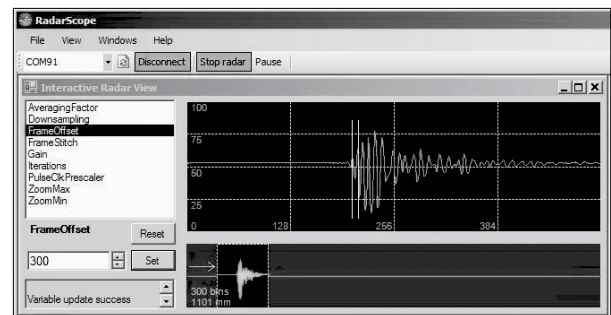 RadarScope
File View Windows Help
COM91 Disconnect Stop radar Pause
Interactive Radar View
AveragingFactor
Downsampling
FrameOffset
FrameStitch
Gain
Iterations
PulseClkPrescaler
ZoomMax
ZoomMin
FrameOffset Reset
300 Set
Variable update success
100
75
50
25
0 128 256 384
300 bins
1101 mm